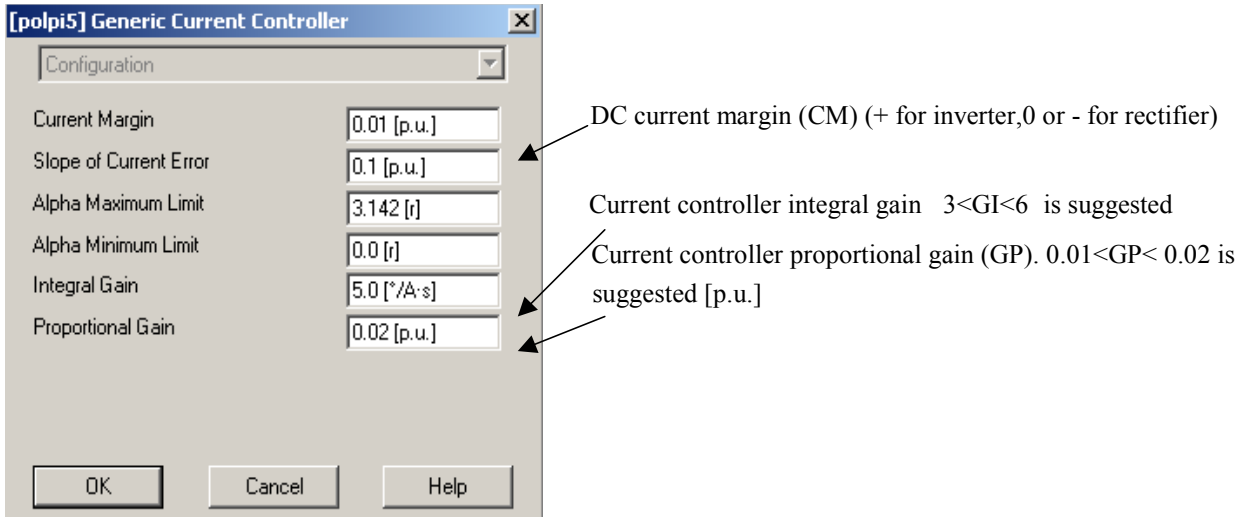 [polpi5] Generic Current Controller
Configuration
Current Margin 0.01 [p.u.]
Slope of Current Error 0.1 [p.u.]
Alpha Maximum Limit 3.142 [r]
Alpha Minimum Limit 0.0 [r]
Integral Gain 5.0 [°/A·s]
Proportional Gain 0.02 [p.u.]
OK Cancel Help
DC current margin (CM) (+ for inverter,0 or - for rectifier)
Current controller integral gain 3<GI<6 is suggested
Current controller proportional gain (GP). 0.01<GP< 0.02 is
suggested [p.u.]